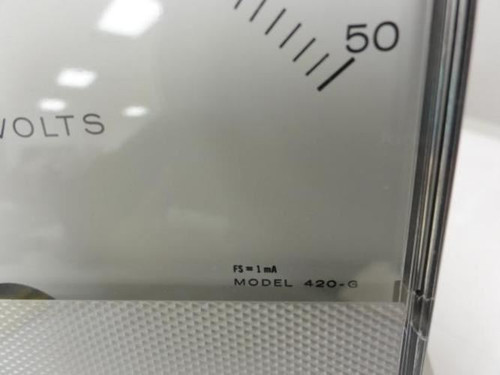 50
VOLTS
FS = 1 mA
MODEL 420-G